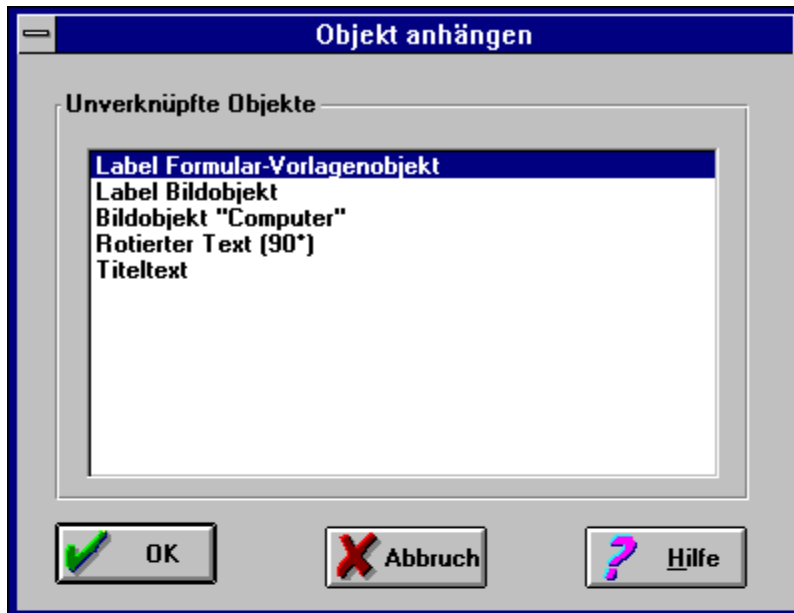 Objekt anhängen
Unverknüpfte Objekte
Label Formular-Vorlagenobjekt
Label Bildobjekt
Bildobjekt "Computer"
Rotierter Text (90°)
Titeltext
OK
Abbruch
Hilfe